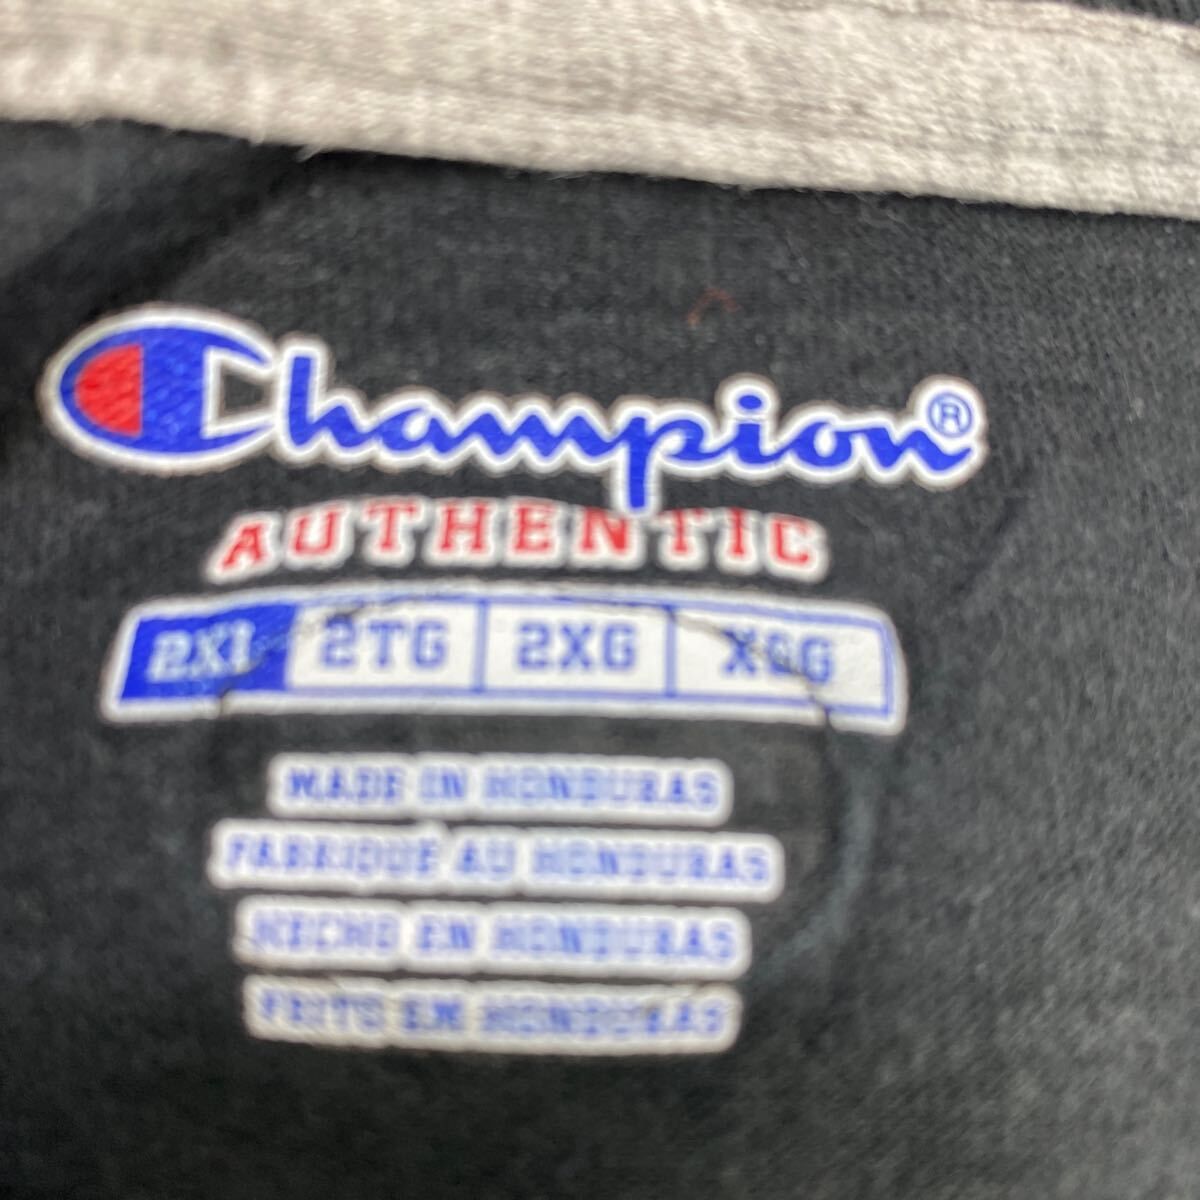 Champion®
AUTHENTIC
2XL 2TG 2XG XGG
MADE IN HONDURAS
FABRIQUÉ AU HONDURAS
HECHO EN HONDURAS
FEITO EM HONDURAS